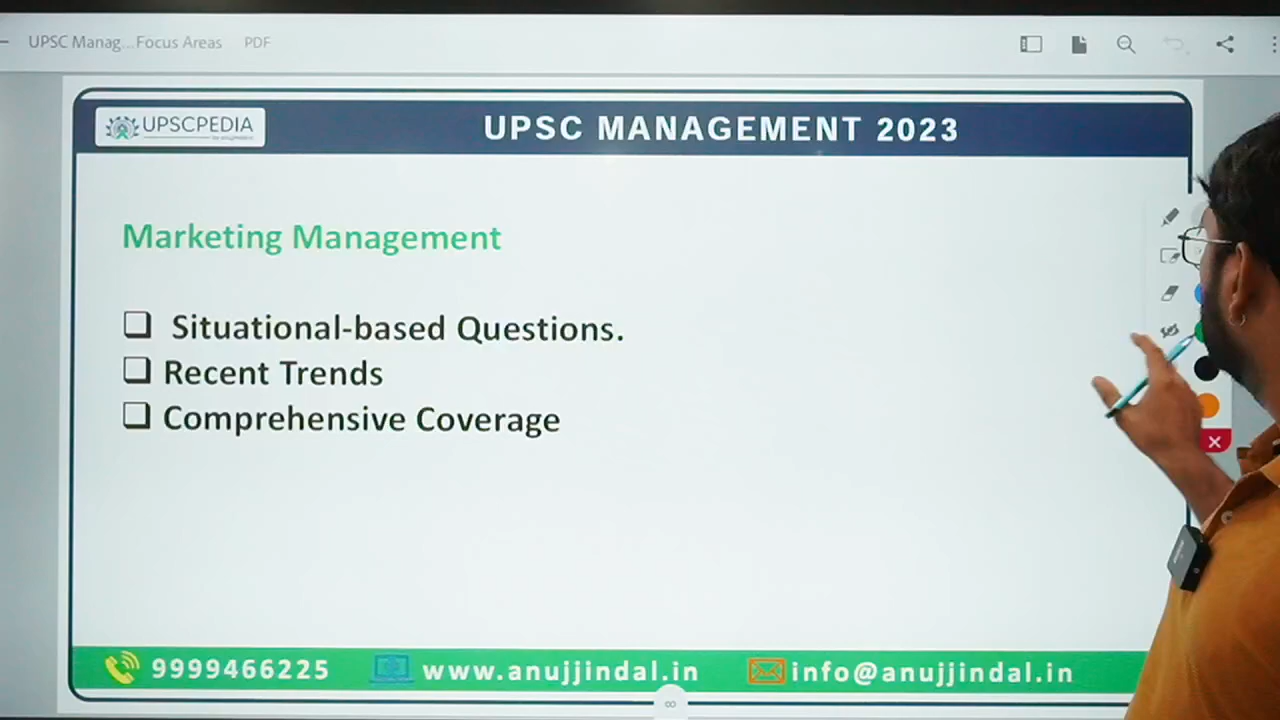 UPSC Manag... Focus Areas PDF
UPSCPEDIA
UPSC MANAGEMENT 2023
Marketing Management
Situational-based Questions.
Recent Trends
Comprehensive Coverage
9999466225 www.anujjindal.in info@anujjindal.in